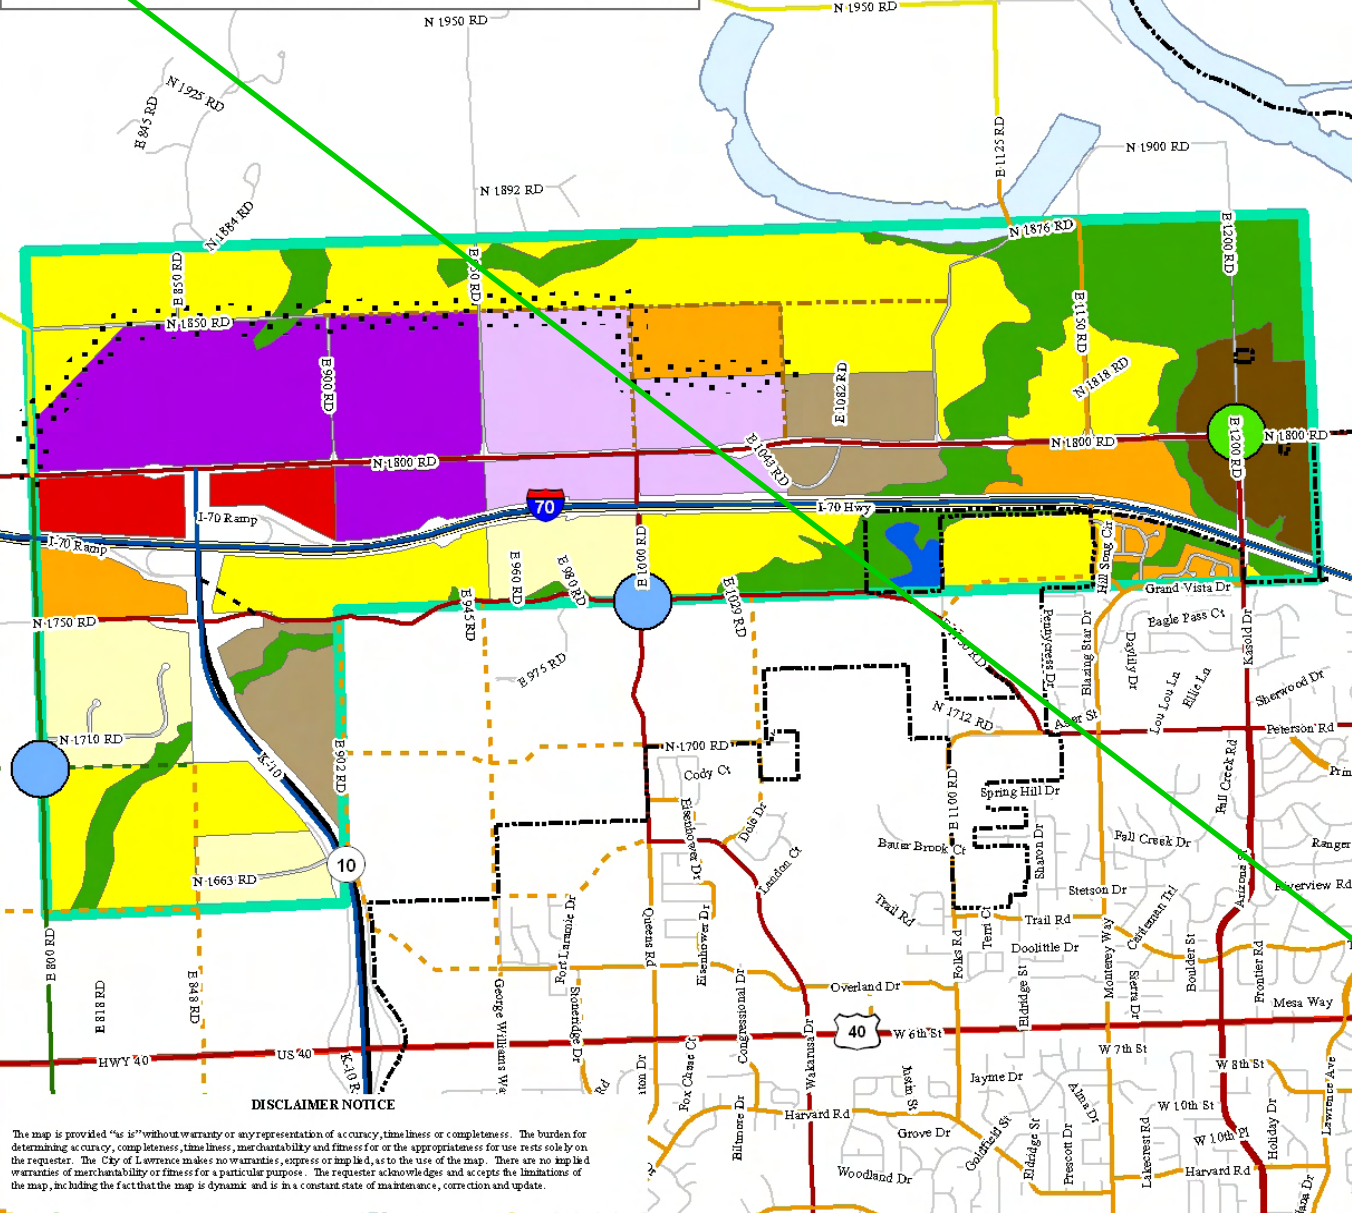 N 1950 RD
N 1950 RD
N 1925 RD
E 845 RD
E 1125 RD
N 1900 RD
N 1892 RD
N 1884 RD
N 1876 RD
E 1200 RD
E 850 RD
E 950 RD
N 1850 RD
E 1150 RD
E 900 RD
E 1082 RD
N 1818 RD
N 1800 RD
E 1043 RD
N 1800 RD
E 1200 RD
N 1800 RD
I-70 Ramp
70
I-70 Hwy
I-70 Ramp
E 960 RD
E 980 RD
E 1000 RD
E 1029 RD
Hill Song Cir
Grand Vista Dr
E 945 RD
N 1750 RD
Eagle Pass Ct
Kasold Dr
Pentycress Dr
Blazing Star Dr
Daylily Dr
E 975 RD
Lou Lou Ln
Ellie Ln
Sherwood Dr
N 1712 RD
Aster St
Peterson Rd
N 1710 RD
K-10
E 902 RD
N 1700 RD
Cody Ct
Spring Hill Dr
Fall Creek Rd
Prin
E 1100 RD
Eisenhower Dr
Dole Dr
Bauer Brook Ct
Sharon Dr
Fall Creek Dr
Ranger
10
Landon Ct
N 1663 RD
Stetson Dr
Riverview Rd
Trail Rd
Terri Ct
Trail Rd
Fort Laramie Dr
Queens Rd
Eisenhower Dr
Folks Rd
Doolittle Dr
Monterey Way
Boulder St
Frontier Rd
E 800 RD
E 818 RD
E 848 RD
George Williams Wa
Stoneridge Dr
Congressional Dr
Overland Dr
Eldridge St
Sierra Dr
Mesa Way
40
W 6th St
HWY 40
US 40
K-10 R
Wakarusa Dr
W 7th St
W 8th St
Rd
ton Dr
Fox Chase Ct
Justin St
Jayme Dr
Alma Dr
W 10th St
Lawrence Ave
DISCLAIMER NOTICE
Biltmore Dr
Harvard Rd
Grove Dr
Goldfield St
Eldridge St
Prescott Dr
Lakecrest Rd
W 10th Pl
Holiday Dr
Woodland Dr
Harvard Rd
ana Dr
The map is provided “as is” without warranty or any representation of accuracy, timeliness or completeness. The burden for
determining accuracy, completeness, timeliness, merchantability and fitness for or the appropriateness for use rests solely on
the requester. The City of Lawrence makes no warranties, express or implied, as to the use of the map. There are no implied
warranties of merchantability or fitness for a particular purpose. The requester acknowledges and accepts the limitations of
the map, including the fact that the map is dynamic and is in a constant state of maintenance, correction and update.